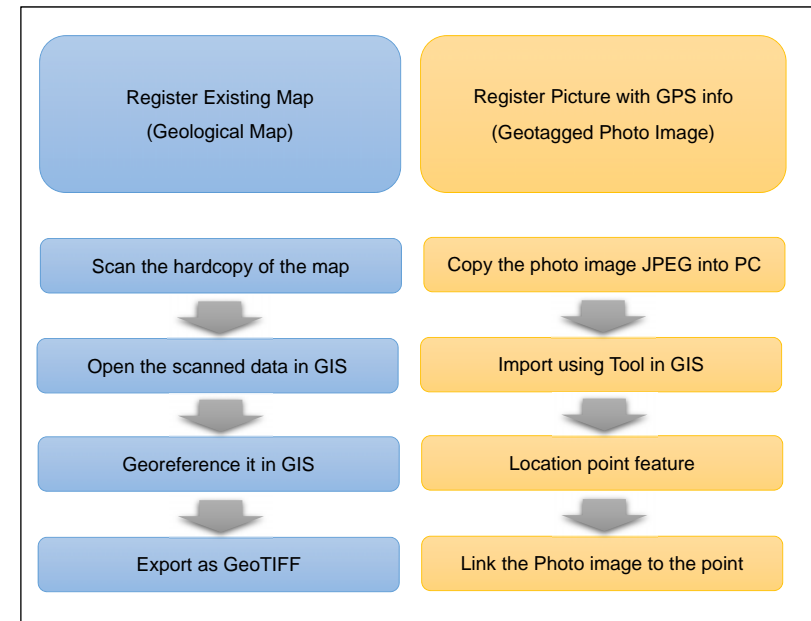 Register Existing Map
(Geological Map)
Scan the hardcopy of the map
Open the scanned data in GIS
Georeference it in GIS
Export as GeoTIFF
Register Picture with GPS info
(Geotagged Photo Image)
Copy the photo image JPEG into PC
Import using Tool in GIS
Location point feature
Link the Photo image to the point